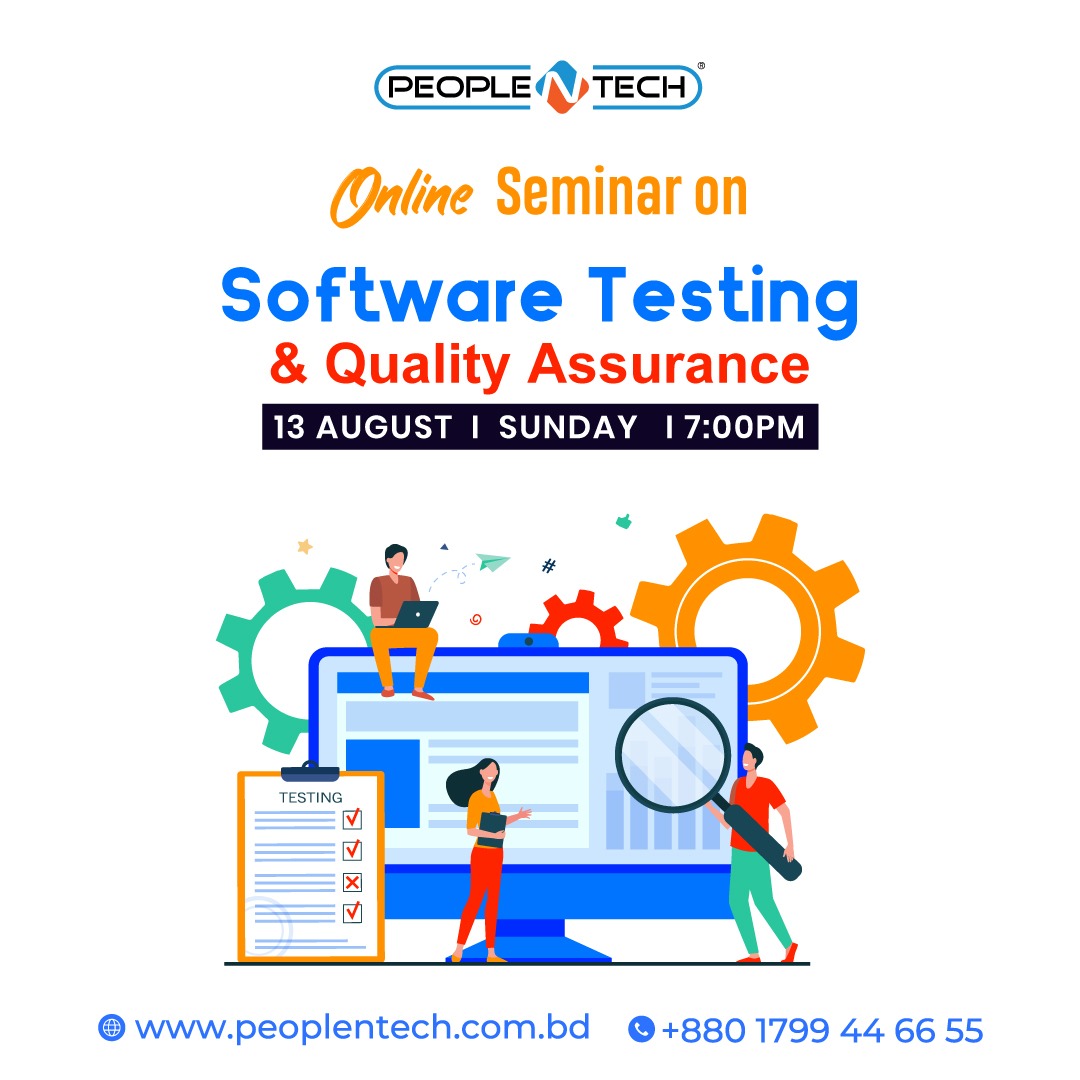 PEOPLE N TECH ®
Online Seminar on
Software Testing
& Quality Assurance
13 AUGUST | SUNDAY | 7:00PM
#
TESTING
www.peoplentech.com.bd
+880 1799 44 66 55